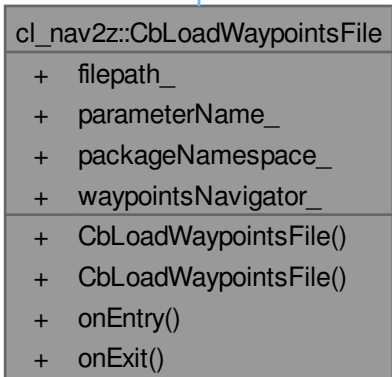 cl_nav2z::CbLoadWaypointsFile
+ filepath_
+ parameterName_
+ packageNamespace_
+ waypointsNavigator_
+ CbLoadWaypointsFile()
+ CbLoadWaypointsFile()
+ onEntry()
+ onExit()